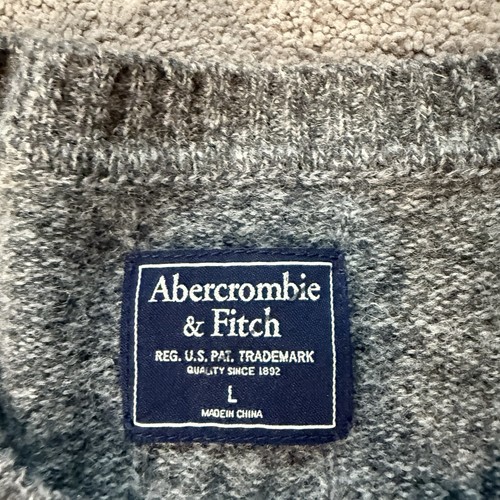 Abercrombie
& Fitch
REG. U.S. PAT. TRADEMARK
QUALITY SINCE 1892
L
MADE IN CHINA